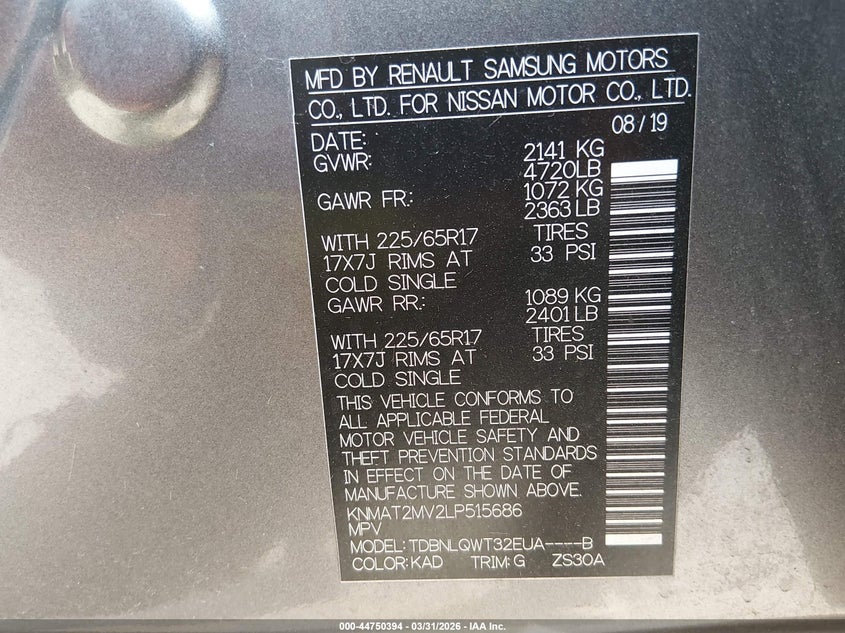 MFD BY RENAULT SAMSUNG MOTORS
CO., LTD. FOR NISSAN MOTOR CO., LTD.
DATE: 08/19
GVWR: 2141 KG
4720LB
GAWR FR.: 1072 KG
2363 LB
WITH 225/65R17 TIRES
17X7J RIMS AT 33 PSI
COLD SINGLE
GAWR RR.: 1089 KG
2401 LB
WITH 225/65R17 TIRES
17X7J RIMS AT 33 PSI
COLD SINGLE
THIS VEHICLE CONFORMS TO
ALL APPLICABLE FEDERAL
MOTOR VEHICLE SAFETY AND
THEFT PREVENTION STANDARDS
IN EFFECT ON THE DATE OF
MANUFACTURE SHOWN ABOVE.
KNMAT2MV2LP515686
MPV
MODEL:TDBNLQWT32EUA----B
COLOR:KAD TRIM:G ZS30A
000-44750394 - 03/31/2026 - IAA Inc.